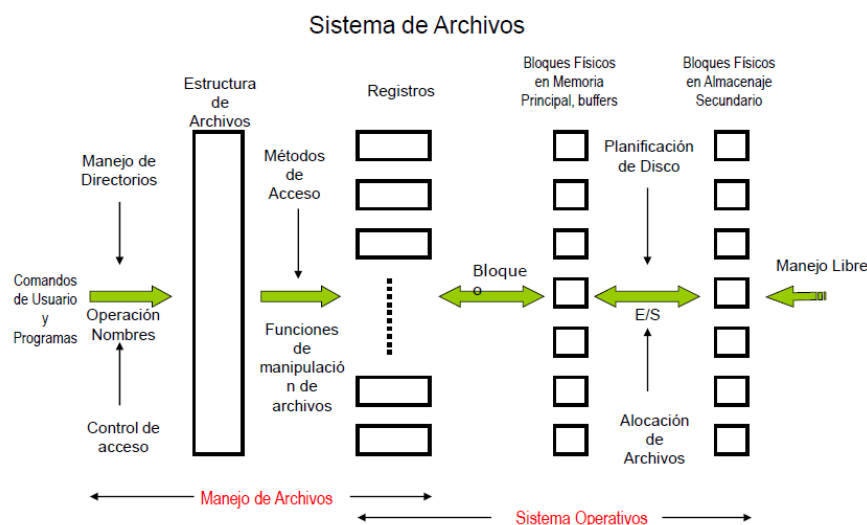 Sistema de Archivos
Estructura
de
Archivos
Registros
Bloques Físicos
en Memoria
Principal, buffers
Bloques Físicos
en Almacenaje
Secundario
Manejo de
Directorios
Métodos
de
Acceso
Planificación
de Disco
Comandos
de Usuario
y
Programas
Operación
Nombres
Bloque
o
E/S
Manejo Libre
Funciones
de
manipulació
n de
archivos
Control de
acceso
Alocación
de
Archivos
Manejo de Archivos
Sistema Operativos